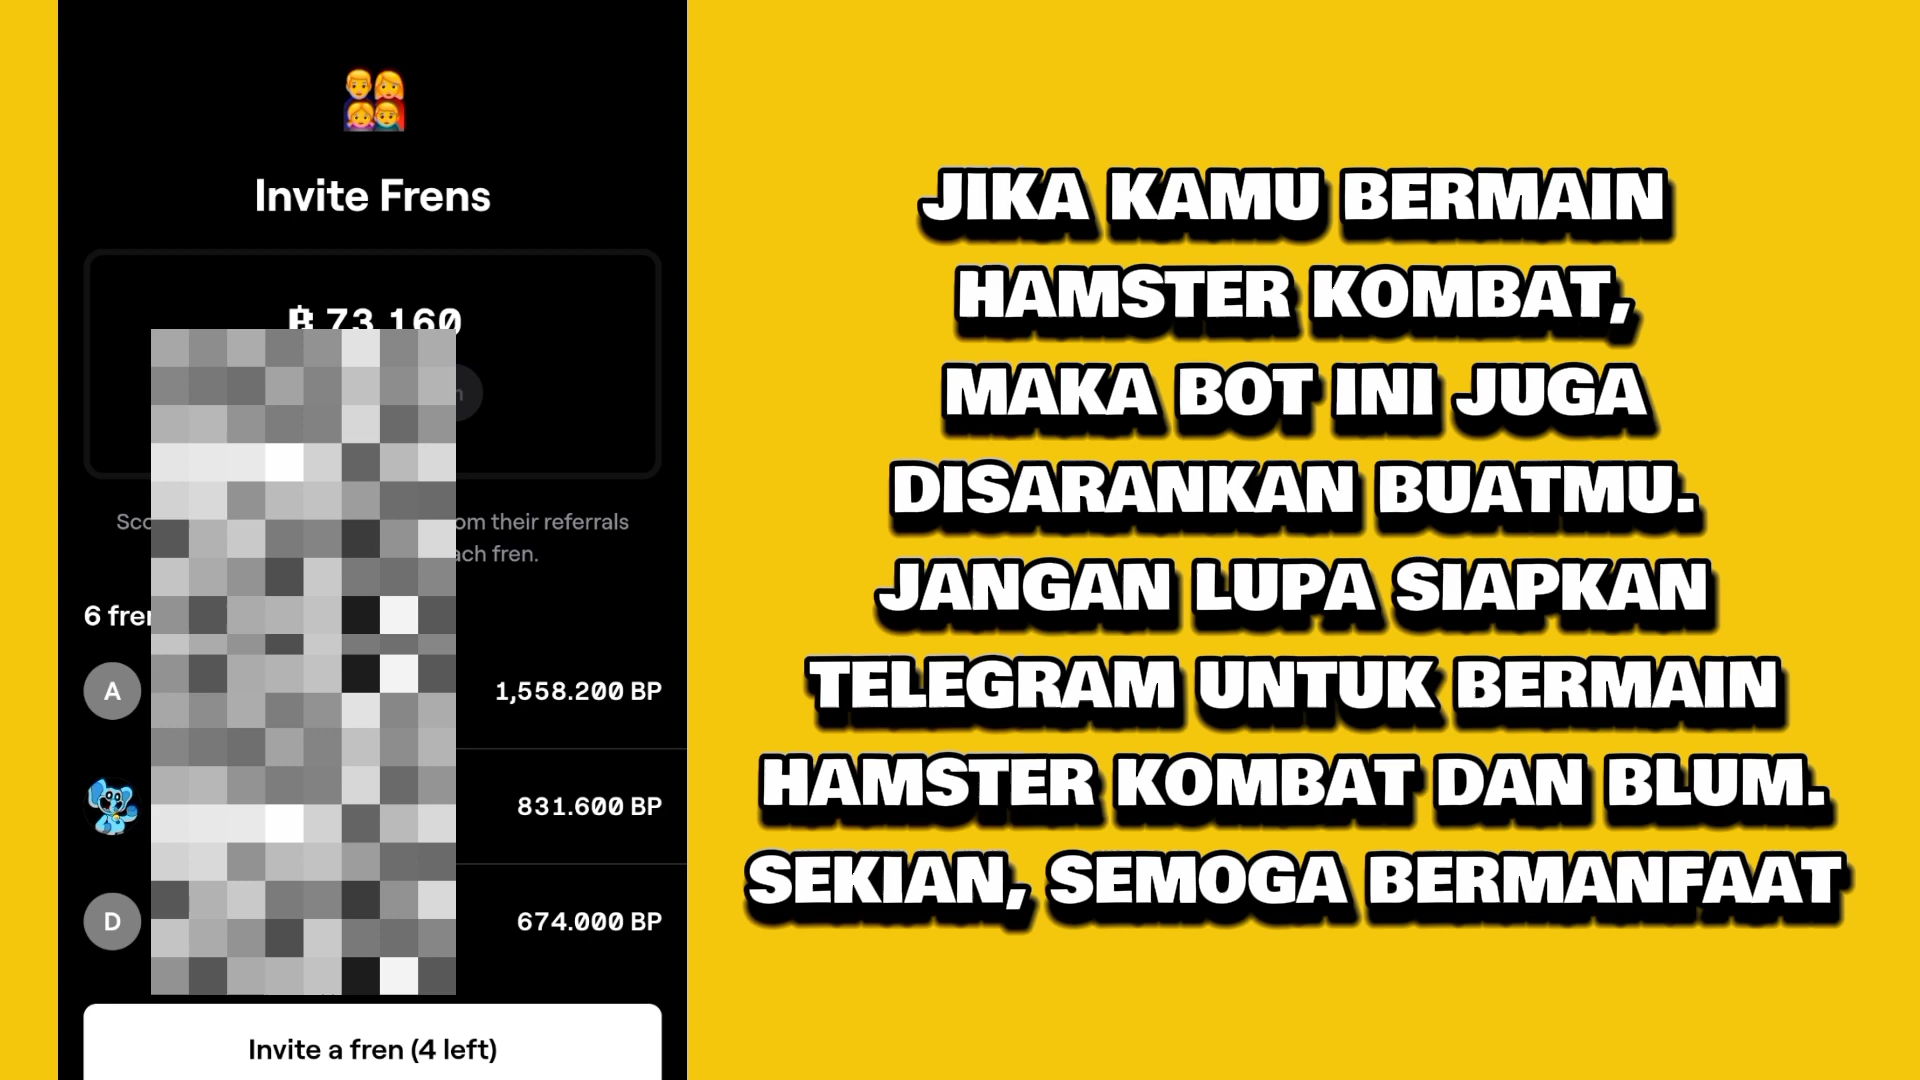 Invite Frens
73 160
om their referrals
ach fren.
6
A
1,558.200 BP
831.600 BP
D
674.000 BP
Invite a fren (4 left)
JIKA KAMU BERMAIN
HAMSTER KOMBAT,
MAKA BOT INI JUGA
DISARANKAN BUATMU.
JANGAN LUPA SIAPKAN
TELEGRAM UNTUK BERMAIN
HAMSTER KOMBAT DAN BLUM.
SEKIAN, SEMOGA BERMANFAAT